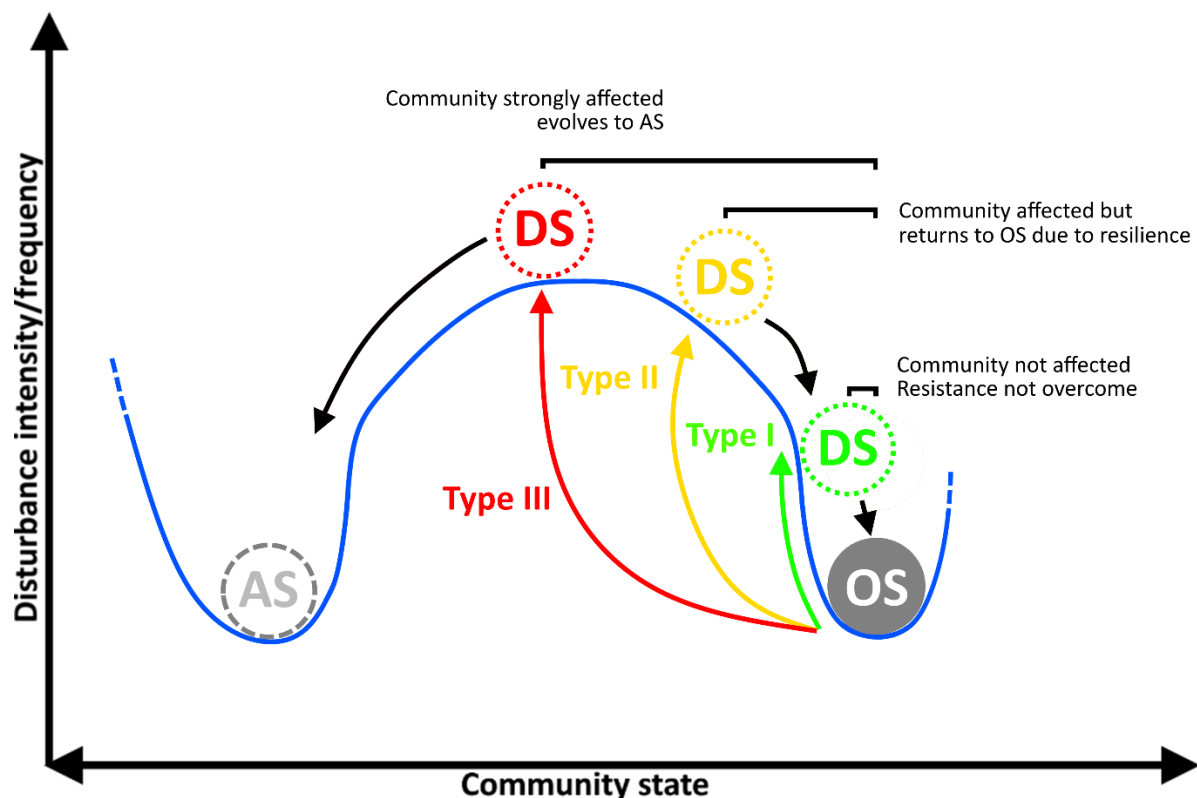 Community strongly affected
evolves to AS
DS
Community affected but
returns to OS due to resilience
DS
Type II
Community not affected
Resistance not overcome
Type I
DS
Type III
AS
OS
Disturbance intensity/frequency
Community state